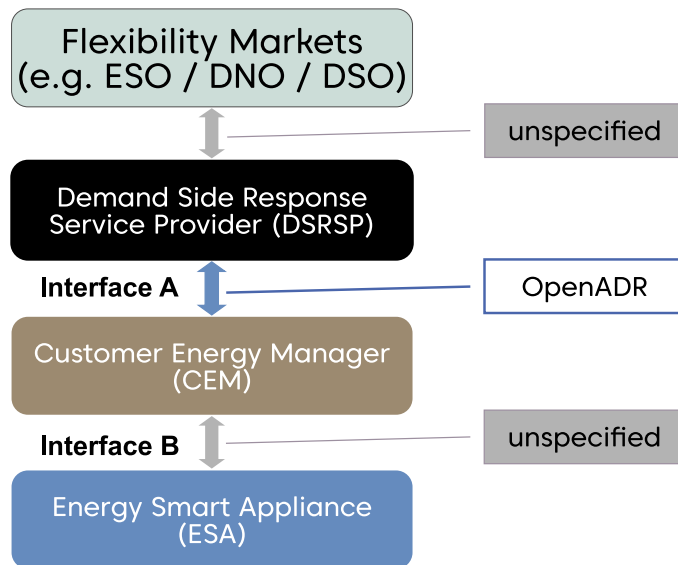 Flexibility Markets
(e.g. ESO / DNO / DSO)
unspecified
Demand Side Response
Service Provider (DSRSP)
Interface A
OpenADR
Customer Energy Manager
(CEM)
Interface B
unspecified
Energy Smart Appliance
(ESA)